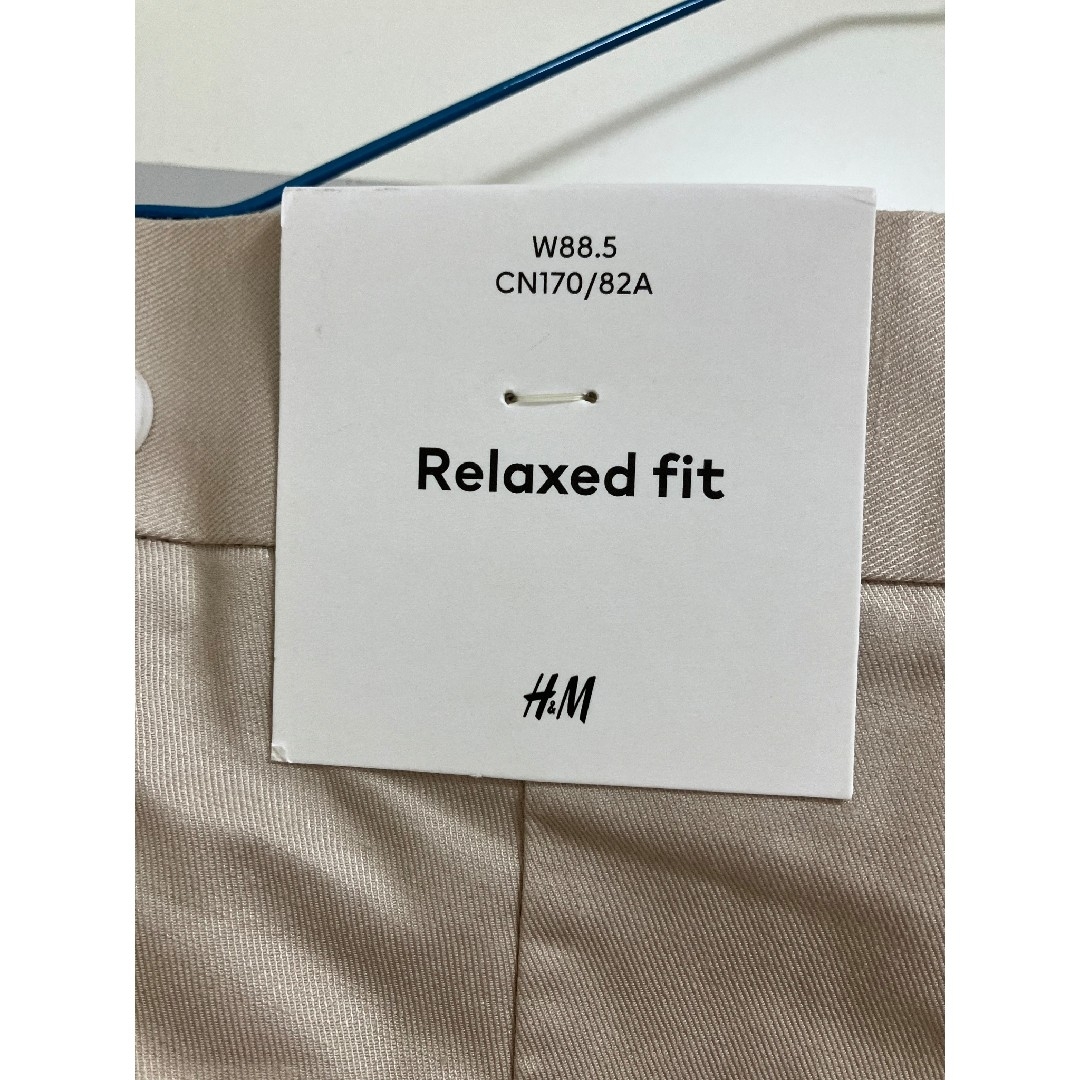 W88.5
CN170/82A
Relaxed fit
H&M